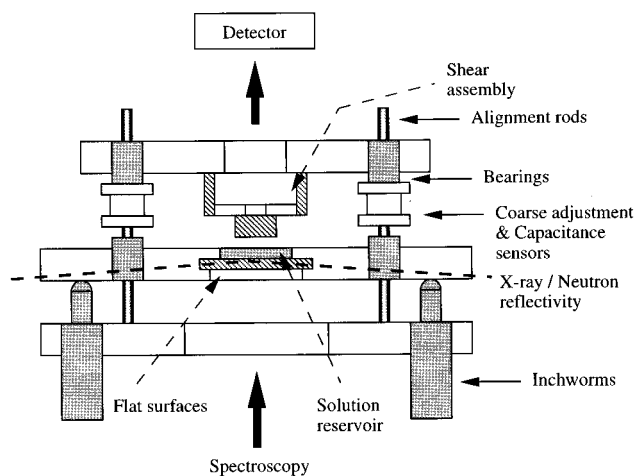 Detector
Shear
assembly
Alignment rods
Bearings
Coarse adjustment
& Capacitance
sensors
X-ray / Neutron
reflectivity
Inchworms
Flat surfaces
Solution
reservoir
Spectroscopy